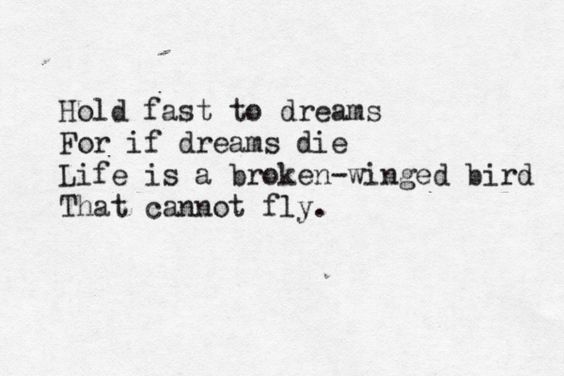 Hold fast to dreams
For if dreams die
Life is a broken-winged bird
That cannot fly.